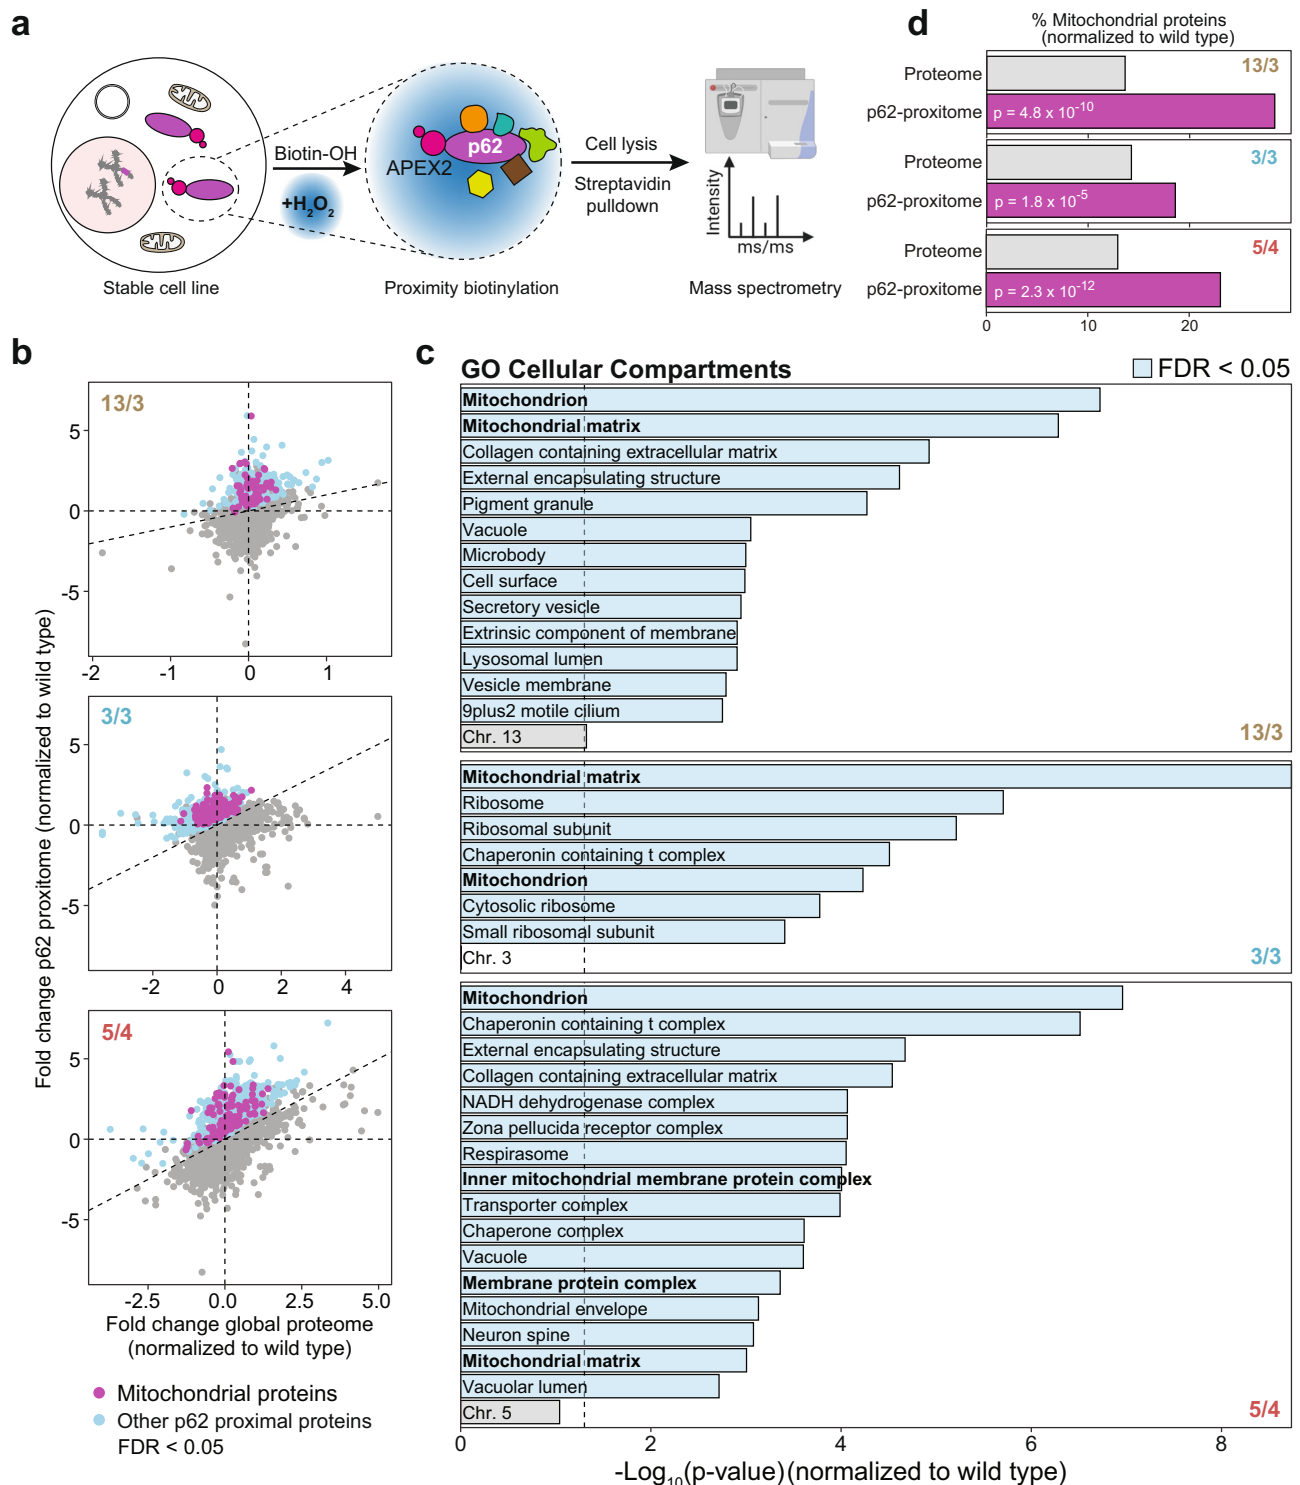 a
Stable cell line
Biotin-OH
+H2O2
APEX2
p62
Proximity biotinylation
Cell lysis
Streptavidin
pulldown
Intensity
ms/ms
Mass spectrometry
d
% Mitochondrial proteins
(normalized to wild type)
13/3
Proteome
p62-proxitome
p = 4.8 x 10-10
3/3
Proteome
p62-proxitome
p = 1.8 x 10-5
5/4
Proteome
p62-proxitome
p = 2.3 x 10-12
0 10 20
b
Fold change p62 proxitome (normalized to wild type)
13/3
5
0
-5
-2 -1 0 1
3/3
5
0
-5
-2 0 2 4
5/4
5
0
-5
-2.5 0.0 2.5 5.0
Fold change global proteome
(normalized to wild type)
Mitochondrial proteins
Other p62 proximal proteins
FDR < 0.05
c
GO Cellular Compartments
FDR < 0.05
Mitochondrion
Mitochondrial matrix
Collagen containing extracellular matrix
External encapsulating structure
Pigment granule
Vacuole
Microbody
Cell surface
Secretory vesicle
Extrinsic component of membrane
Lysosomal lumen
Vesicle membrane
9plus2 motile cilium
Chr. 13
13/3
Mitochondrial matrix
Ribosome
Ribosomal subunit
Chaperonin containing t complex
Mitochondrion
Cytosolic ribosome
Small ribosomal subunit
Chr. 3
3/3
Mitochondrion
Chaperonin containing t complex
External encapsulating structure
Collagen containing extracellular matrix
NADH dehydrogenase complex
Zona pellucida receptor complex
Respirasome
Inner mitochondrial membrane protein complex
Transporter complex
Chaperone complex
Vacuole
Membrane protein complex
Mitochondrial envelope
Neuron spine
Mitochondrial matrix
Vacuolar lumen
Chr. 5
5/4
0 2 4 6 8
-Log10(p-value)(normalized to wild type)